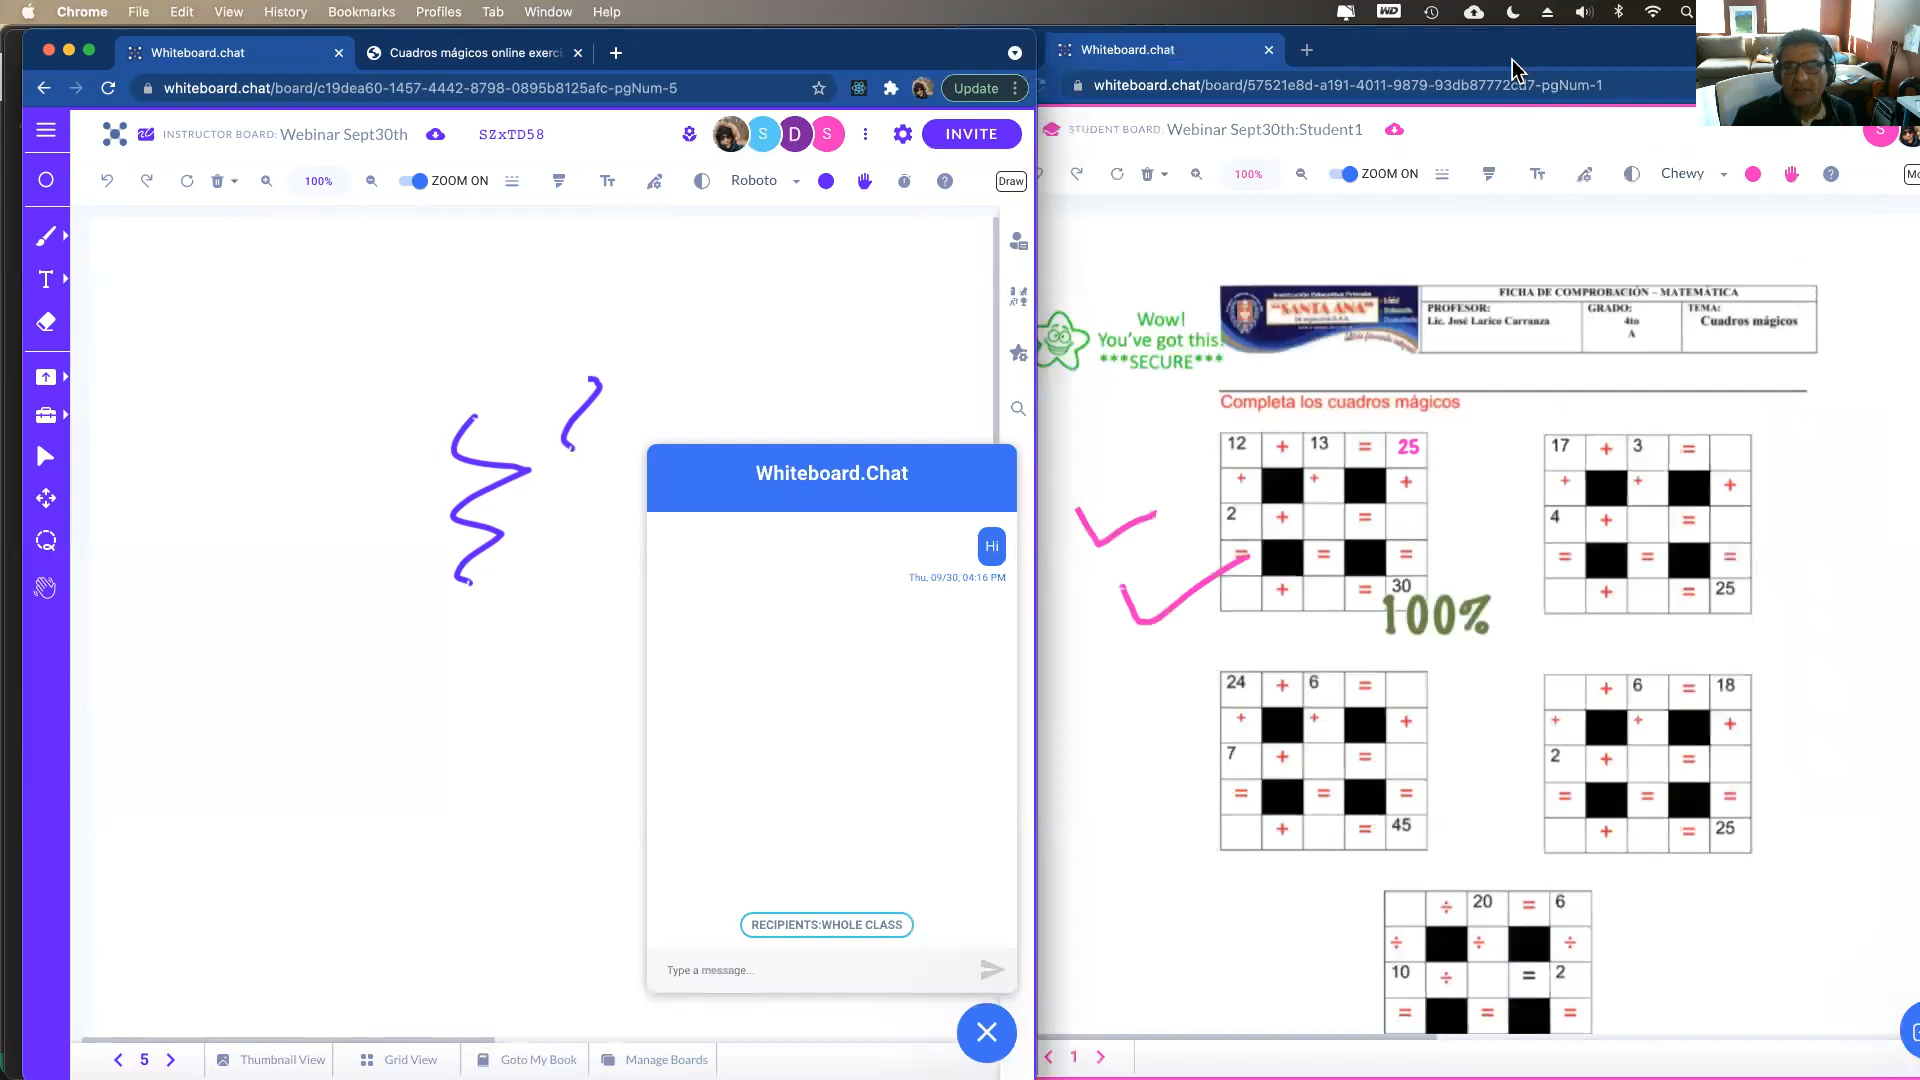 Chrome File Edit View History Bookmarks Profiles Tab Window Help
WD
Whiteboard.chat
Cuadros mágicos online exerci
whiteboard.chat/board/c19dea60-1457-4442-8798-0895b8125afc-pgNum-5
Update
INSTRUCTOR BOARD: Webinar Sept30th
SZxTD58
S D S
INVITE
100%
ZOOM ON
Roboto
Draw
Whiteboard.Chat
Hi
Thu, 09/30, 04:16 PM
RECIPIENTS:WHOLE CLASS
Type a message...
5
Thumbnail View
Grid View
Goto My Book
Manage Boards
Whiteboard.chat
whiteboard.chat/board/57521e8d-a191-4011-9879-93db87772cd7-pgNum-1
STUDENT BOARD: Webinar Sept30th:Student1
S
100%
ZOOM ON
Chewy
Mo
Wow!
You've got this!
***SECURE***
"SANTA ANA"
FICHA DE COMPROBACIÓN – MATEMÁTICA
PROFESOR: GRADO: TEMA:
Lic. José Larico Carranza 4to Cuadros mágicos
A
Completa los cuadros mágicos
12 + 13 = 25
+ + +
2 + =
= = =
+ = 30
100%
17 + 3 =
+ + +
4 + =
= = =
+ = 25
24 + 6 =
+ + +
7 + =
= = =
+ = 45
+ 6 = 18
+ + +
2 + =
= = =
+ = 25
÷ 20 = 6
÷ ÷ ÷
10 ÷ = 2
= = =
1